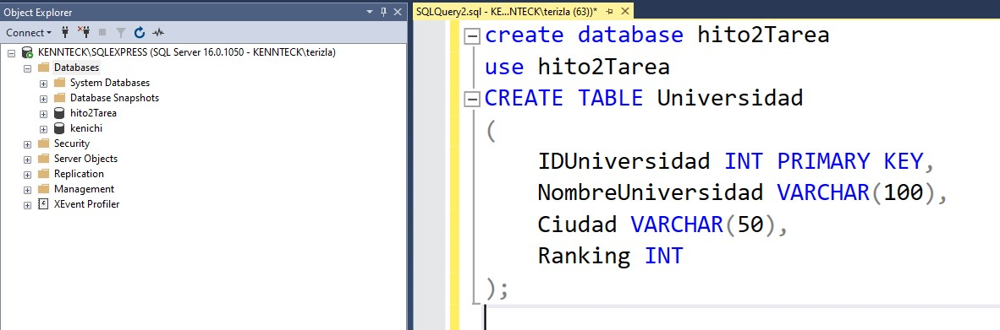 Object Explorer
Connect
KENNTECK\SQLEXPRESS (SQL Server 16.0.1050 - KENNTECK\terizla)
Databases
System Databases
Database Snapshots
hito2Tarea
kenichi
Security
Server Objects
Replication
Management
XEvent Profiler
SQLQuery2.sql - KE...NNTECK\terizla (63))*
create database hito2Tarea
use hito2Tarea
CREATE TABLE Universidad
(
IDUniversidad INT PRIMARY KEY,
NombreUniversidad VARCHAR(100),
Ciudad VARCHAR(50),
Ranking INT
);